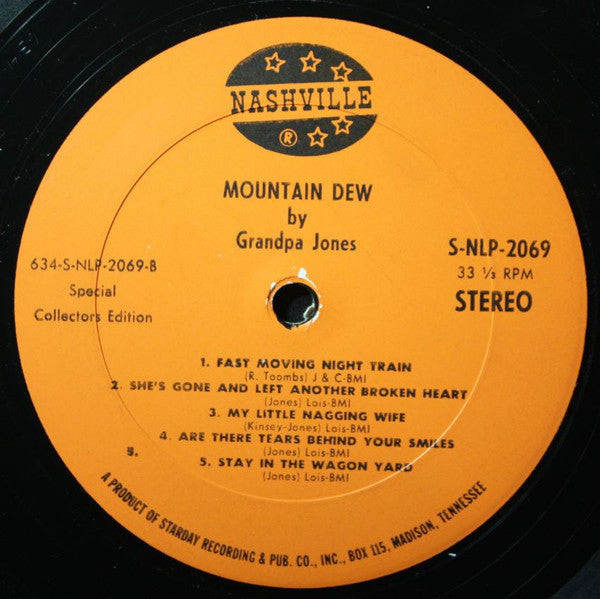 NASHVILLE
®
MOUNTAIN DEW
by
Grandpa Jones
634-S-NLP-2069-B
Special
Collectors Edition
S-NLP-2069
33 ⅓ RPM
STEREO
1. FAST MOVING NIGHT TRAIN
(R. Toombs) J & C-BMI
2. SHE'S GONE AND LEFT ANOTHER BROKEN HEART
(Jones) Lois-BMI
3. MY LITTLE NAGGING WIFE
(Kinsey-Jones) Lois-BMI
4. ARE THERE TEARS BEHIND YOUR SMILES
(Jones) Lois-BMI
5. 5. STAY IN THE WAGON YARD
(Jones) Lois-BMI
A PRODUCT OF STARDAY RECORDING & PUB. CO., INC., BOX 115, MADISON, TENNESSEE